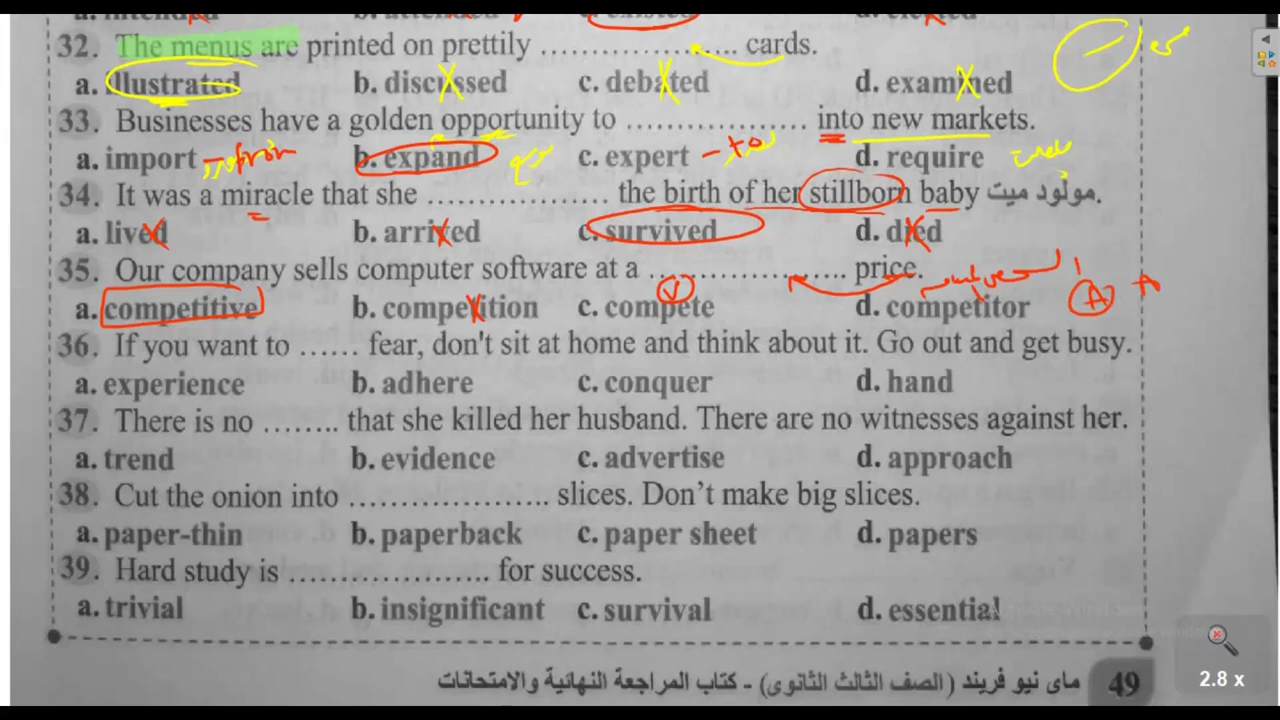 32. The menus are printed on prettily .................... cards.
a. llustrated b. discussed c. debated d. examined
33. Businesses have a golden opportunity to .................... into new markets.
a. import b. expand c. expert d. require
from to
34. It was a miracle that she .................... the birth of her stillborn baby مولود ميت.
a. lived b. arrived c. survived d. died
35. Our company sells computer software at a .................... price.
a. competitive b. competition c. compete d. competitor
36. If you want to ...... fear, don't sit at home and think about it. Go out and get busy.
a. experience b. adhere c. conquer d. hand
37. There is no ........ that she killed her husband. There are no witnesses against her.
a. trend b. evidence c. advertise d. approach
38. Cut the onion into .................... slices. Don't make big slices.
a. paper-thin b. paperback c. paper sheet d. papers
39. Hard study is .................... for success.
a. trivial b. insignificant c. survival d. essential
49 ماى نيو فريند (الصف الثالث الثانوى) - كتاب المراجعة النهائية والامتحانات
2.8 x